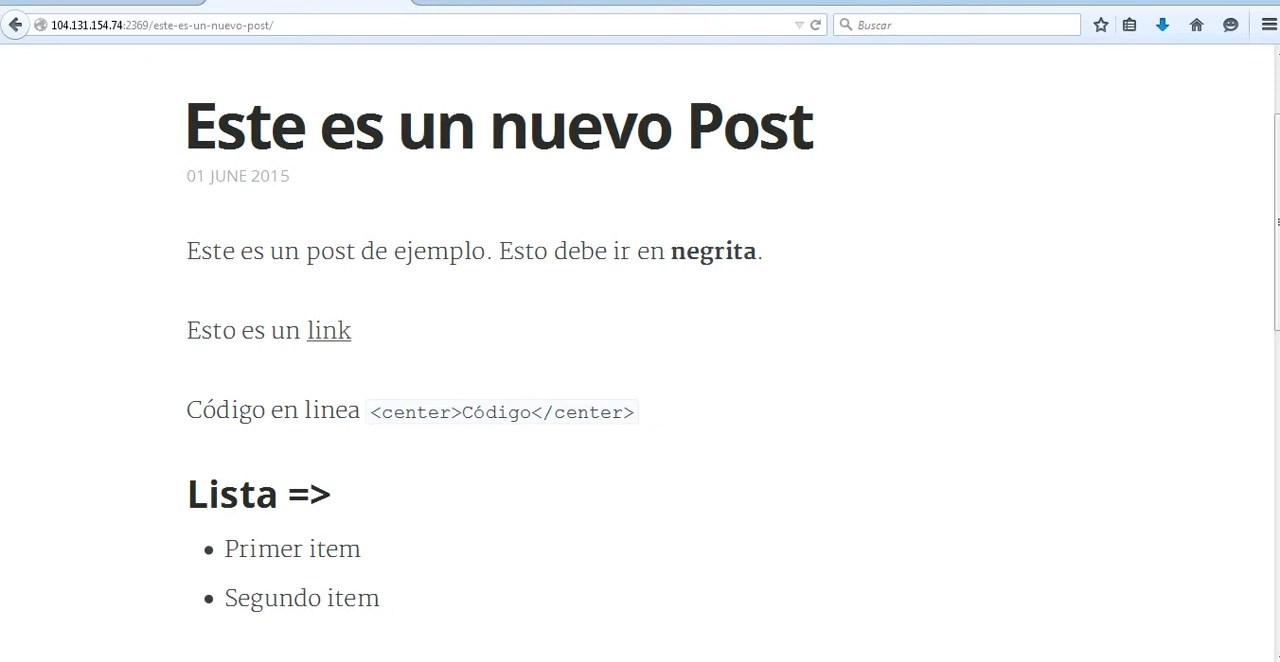 104.131.154.74:2369/este-es-un-nuevo-post/
Buscar
Este es un nuevo Post
01 JUNE 2015
Este es un post de ejemplo. Esto debe ir en negrita.
Esto es un link
Código en linea <center>Código</center>
Lista =>
• Primer item
• Segundo item